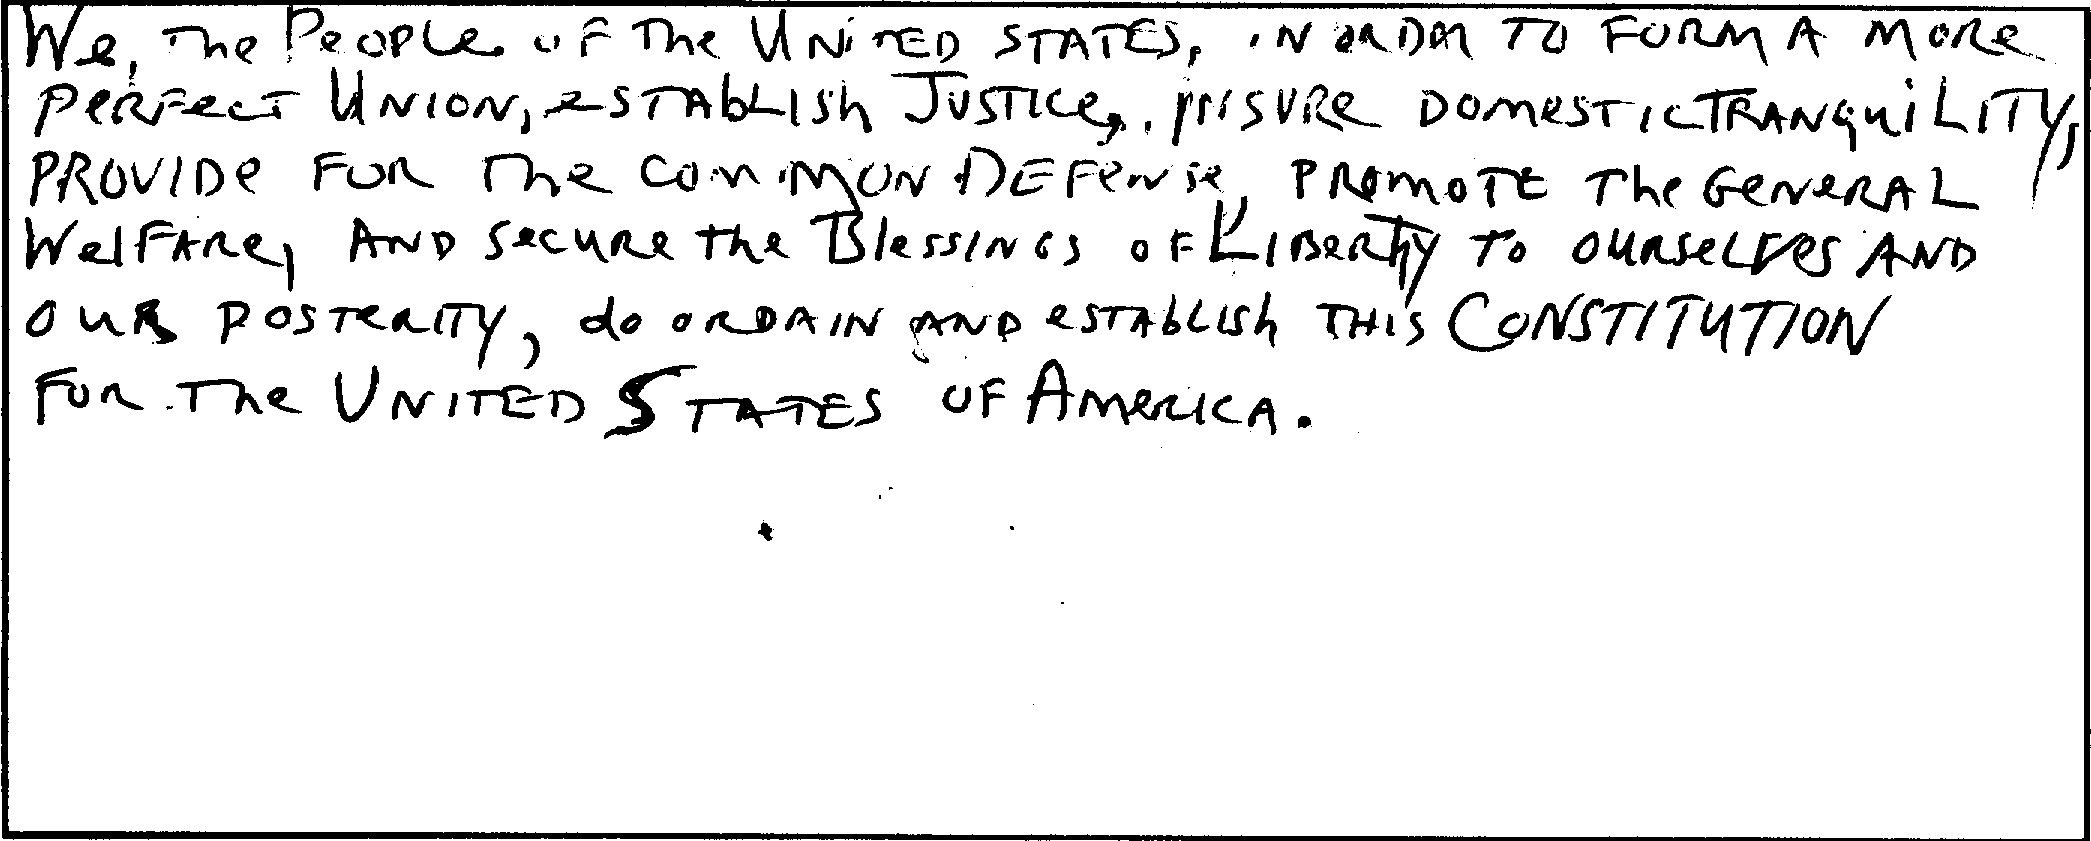 We, The People OF The UNITED STATES, IN ORDER TO FORM A MORE
PERFECT UNION, ESTABLISH JUSTICE, INSURE DOMESTIC TRANQUILITY,
PROVIDE FOR THE COMMON DEFENSE, PROMOTE The GENERAL
WelFARE, AND Secure the Blessings OF LIBERTY TO OURSELVES AND
OUR POSTERITY, do ORDAIN AND ESTABLISH THIS CONSTITUTION
FOR The UNITED STATES OF AMERICA.